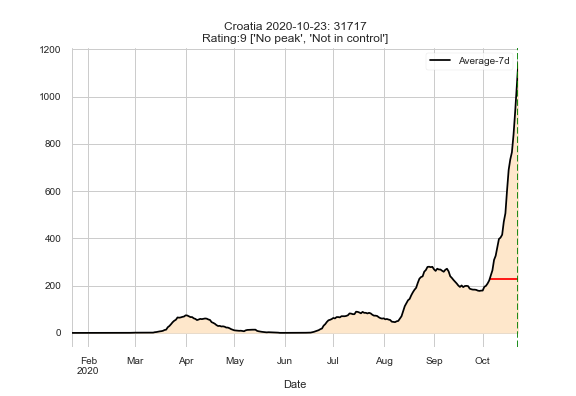 Croatia 2020-10-23: 31717
Rating:9 ['No peak', 'Not in control']
Average-7d
1200
1000
800
600
400
200
0
Feb Mar Apr May Jun Jul Aug Sep Oct
2020
Date